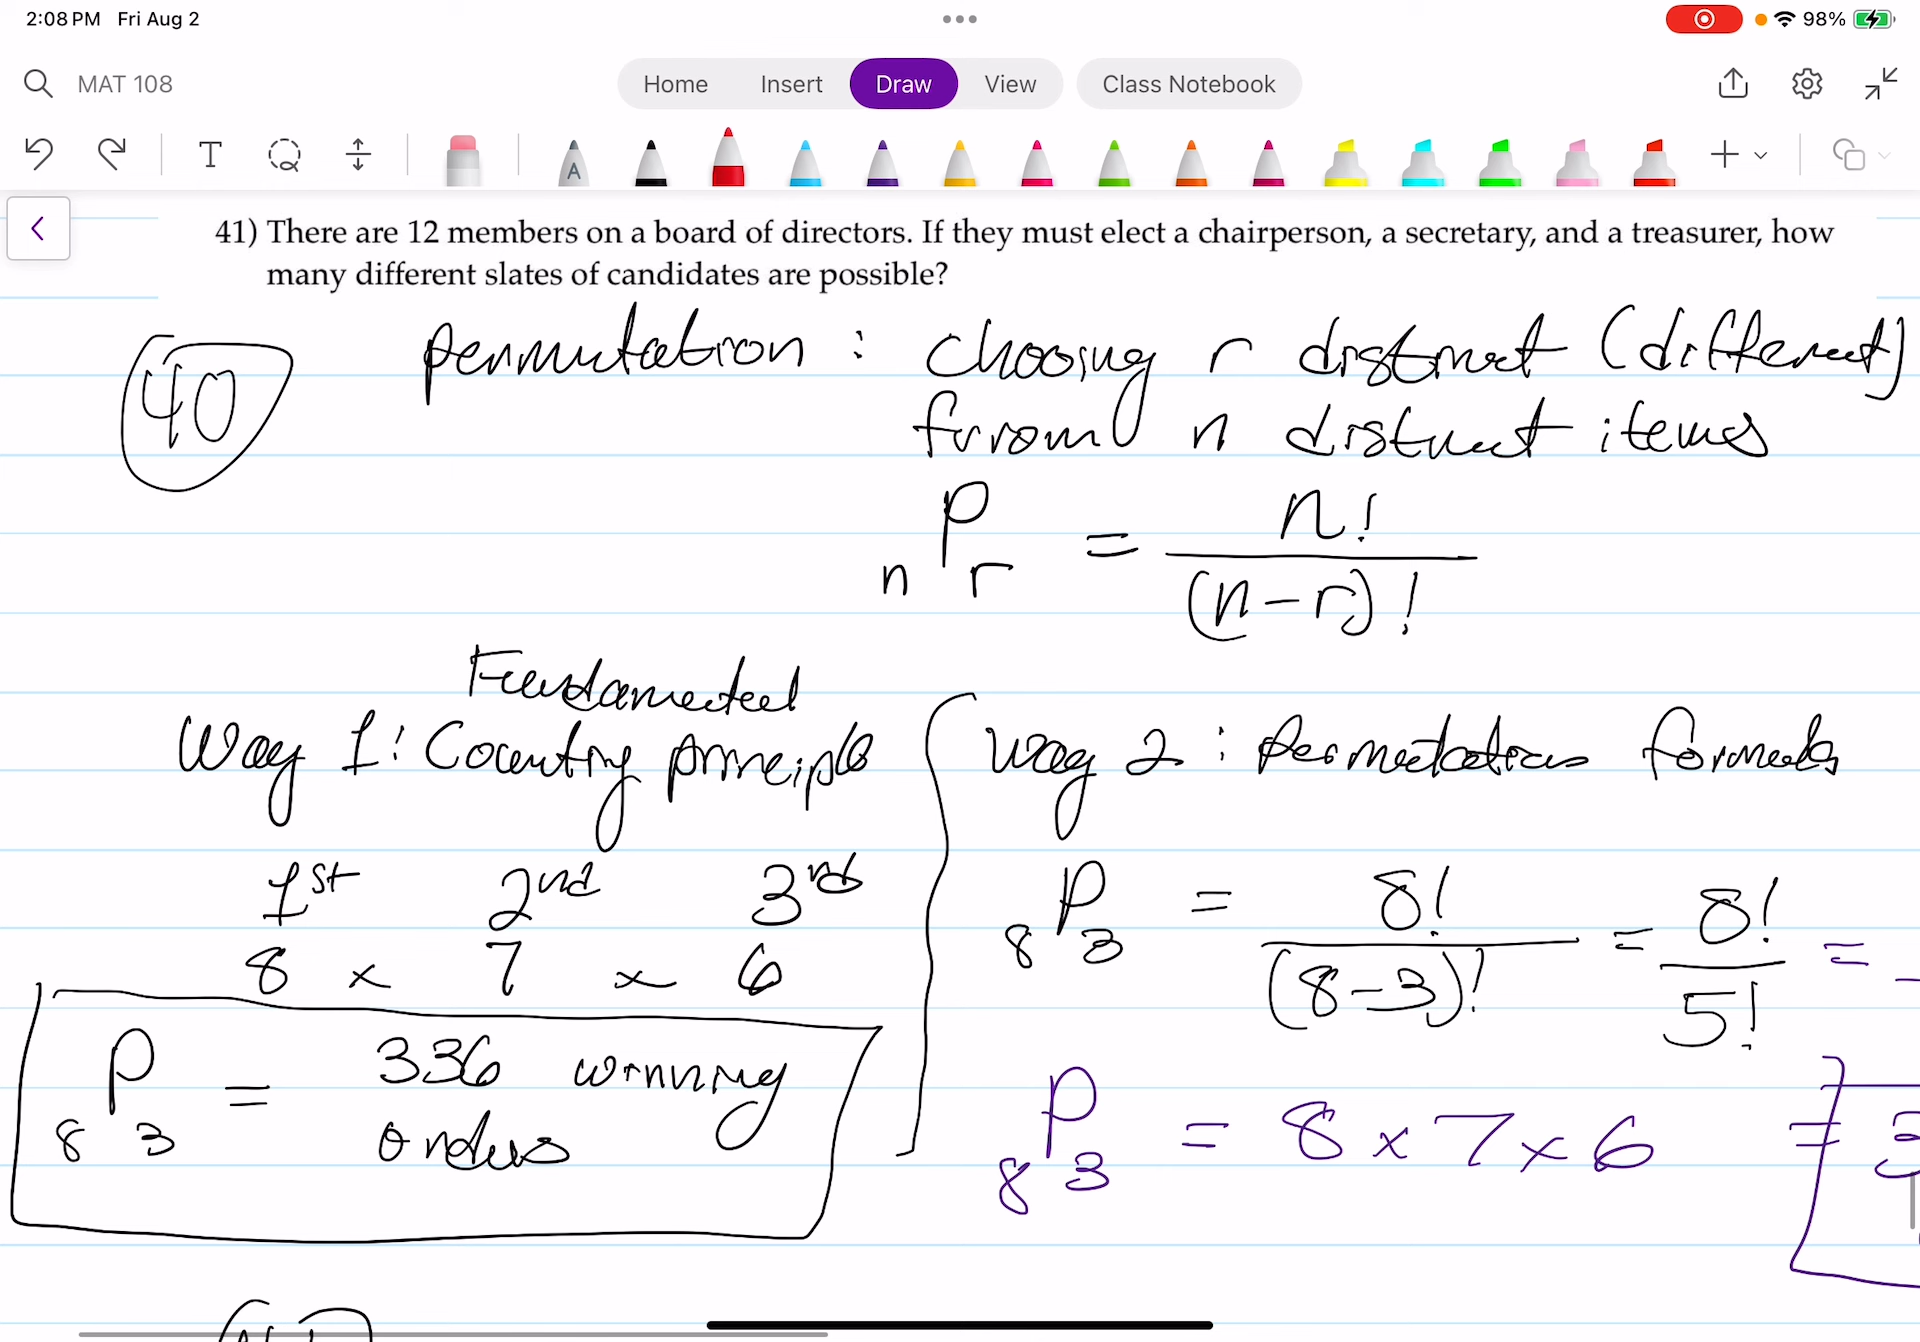 2:08 PM Fri Aug 2
98%
MAT 108
Home Insert Draw View Class Notebook
T A
41) There are 12 members on a board of directors. If they must elect a chairperson, a secretary, and a treasurer, how
many different slates of candidates are possible?
40
permutation : choosing r distinct (different)
from n distinct items
nPr = n! / (n-r)!
Fundamental
Way 1: Counting principle
1st 2nd 3rd
8 x 7 x 6
8P3 = 336 winning
orders
Way 2 : Permutations formula
8P3 = 8! / (8-3)! = 8! / 5! =
8P3 = 8 x 7 x 6 = 3